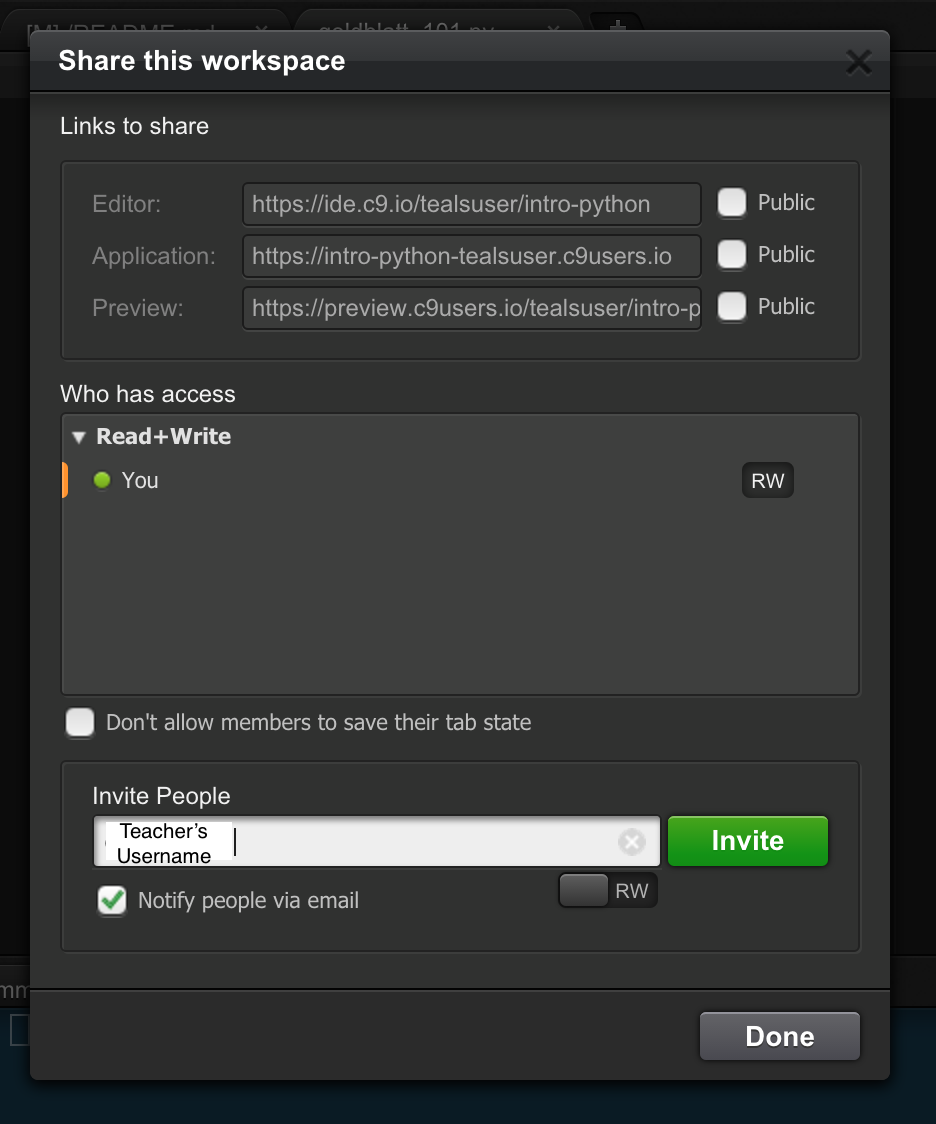 [M] /README.md
goldblatt_101.py
Share this workspace
Links to share
Editor: https://ide.c9.io/tealsuser/intro-python Public
Application: https://intro-python-tealsuser.c9users.io Public
Preview: https://preview.c9users.io/tealsuser/intro-p Public
Who has access
Read+Write
You RW
Don't allow members to save their tab state
Invite People
Teacher's
Username
Invite
Notify people via email RW
Done